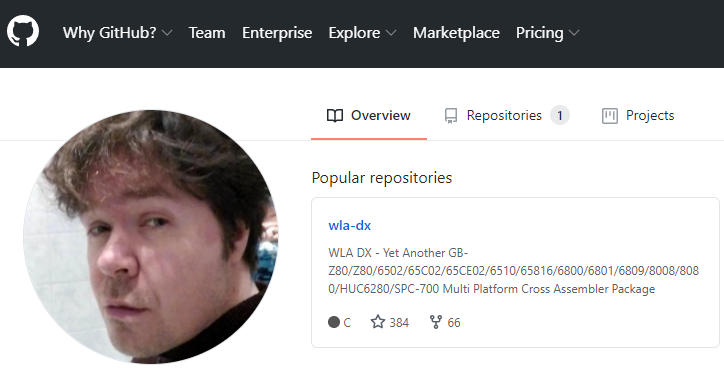 Why GitHub? Team Enterprise Explore Marketplace Pricing
Overview Repositories 1 Projects
Popular repositories
wla-dx
WLA DX - Yet Another GB-
Z80/Z80/6502/65C02/65CE02/6510/65816/6800/6801/6809/8008/808
0/HUC6280/SPC-700 Multi Platform Cross Assembler Package
C 384 66